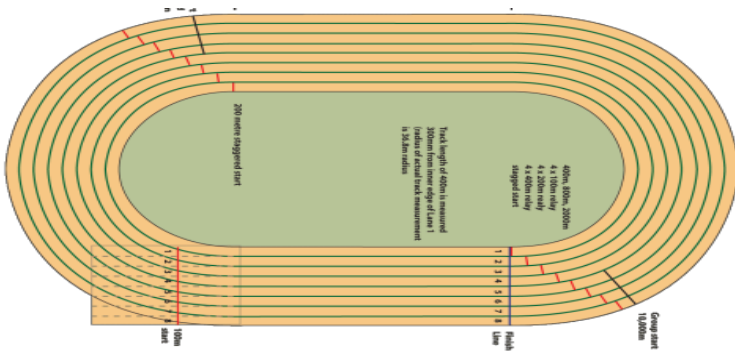 200 metre staggered start
Track length of 400m is measured
300mm from inner edge of Lane 1
(radius of actual track measurement
is 36.8m radius
400m, 800m, 2000m
4 x 100m relay
4 x 200m realy
4 x 400m relay
stagged start
1 2 3 4 5 6 7 8
100m
start
1 2 3 4 5 6 7 8
Finish
Line
Group start
10,000m